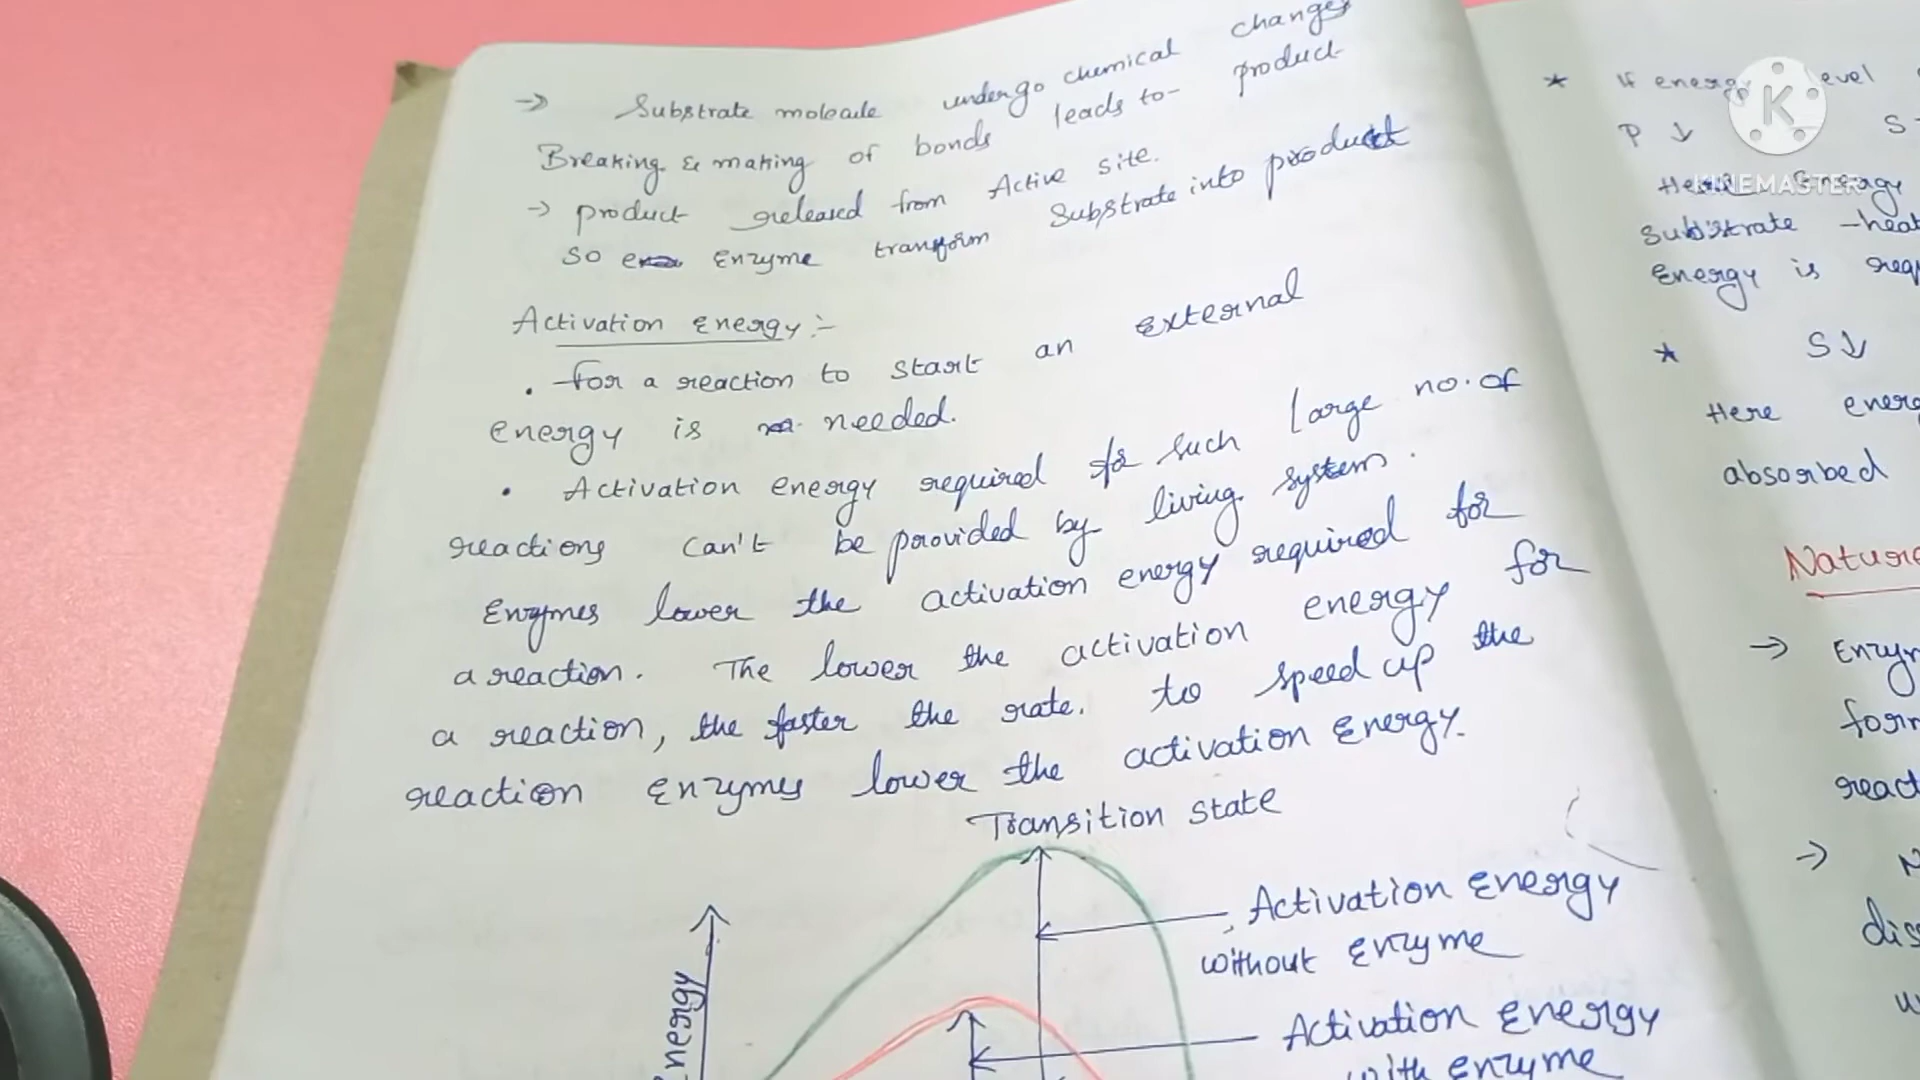 → Substrate molecule undergo chemical changes
Breaking & making of bonds leads to product
→ product released from Active site.
so enzyme transform substrate into product
Activation energy :-
. for a reaction to start an external
energy is needed.
. Activation energy required for such large no. of
reactions can't be provided by living system.
Enzymes lower the activation energy required for
a reaction. The lower the activation energy for
a reaction, the faster the rate. to speed up the
reaction enzymes lower the activation energy.
Transition state
Activation energy
without enzyme
Activation energy
with enzyme
Energy
* If energy level
P ↓ S
Here Energy
substrate
Energy is
* S↓
Here
absorbed
Nature
→
→
K
KINEMASTER